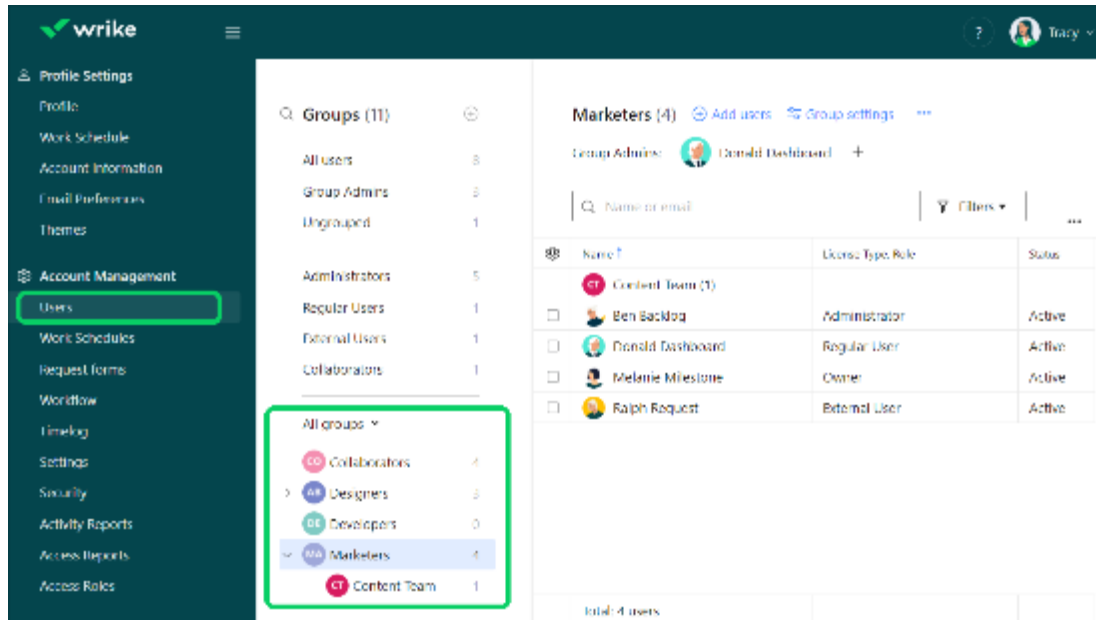 wrike
?
Tracy
Profile Settings
Profile
Work Schedule
Account Information
Email Preferences
Themes
Account Management
Users
Work Schedules
Request forms
Workflow
Timelog
Settings
Security
Activity Reports
Access Reports
Access Roles
Groups (11)
All users
Group Admins
Ungrouped 1
Administrators 5
Regular Users 1
External Users 1
Collaborators 1
All groups
CO Collaborators 4
Designers
DE Developers 0
MA Marketers 4
CT Content Team 1
Marketers (4) Add users Group settings
Group Admins: Donald Dashboard +
Name or email
Filters
Name License Type, Role Status
CT Content Team (1)
Ben Backlog Administrator Active
Donald Dashboard Regular User Active
Melanie Milestone Owner Active
Ralph Request External User Active
Total: 4 users